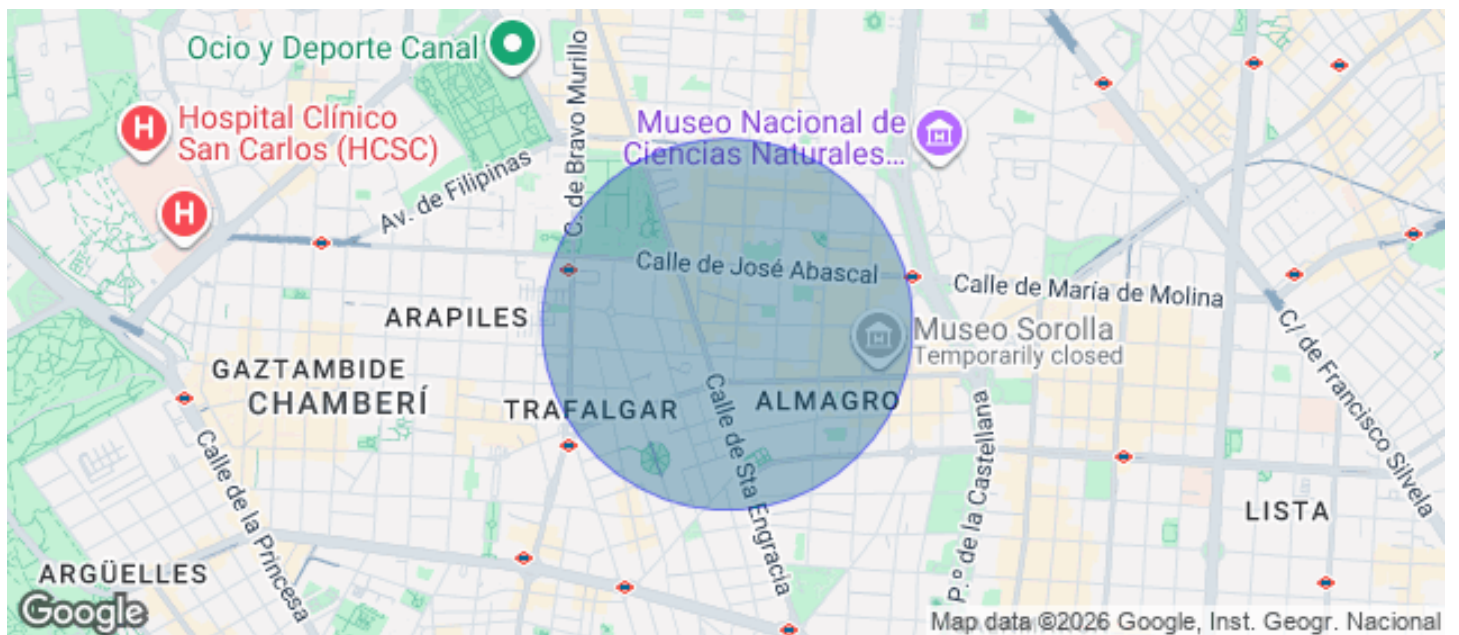 Ocio y Deporte Canal
Hospital Clínico
San Carlos (HCSC)
H
H
Av. de Filipinas
C. de Bravo Murillo
Museo Nacional de
Ciencias Naturales...
Calle de José Abascal
Calle de María de Molina
ARAPILES
Museo Sorolla
Temporarily closed
GAZTAMBIDE
CHAMBERÍ
TRAFALGAR
ALMAGRO
Calle de Sta Engracia
Calle de la Princesa
P.º de la Castellana
C/ de Francisco Silvela
LISTA
ARGÜELLES
Google
Map data ©2026 Google, Inst. Geogr. Nacional